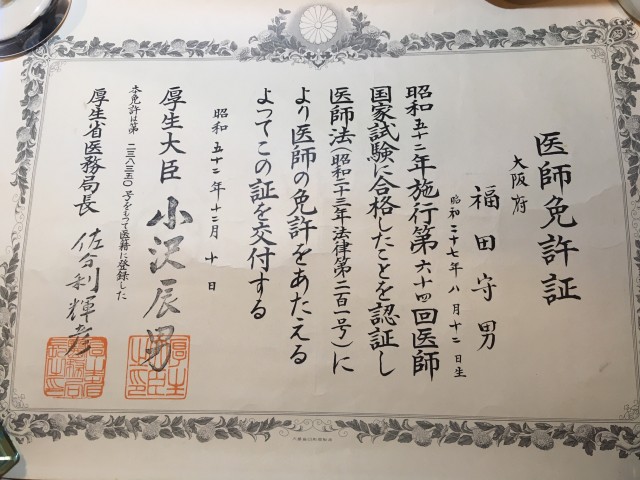 医師免許証
大阪府
福田守男
昭和二十七年八月十二日生
昭和五十二年施行第六十四回医師
国家試験に合格したことを認証し
医師法(昭和二十三年法律第二百一号)に
より医師の免許をあたえる
よつてこの証を交付する
昭和五十二年十二月十日
厚生大臣 小沢辰男
本免許は第二三八三五〇号をもつて医籍に登録した
厚生省医務局長 佐分利輝彦